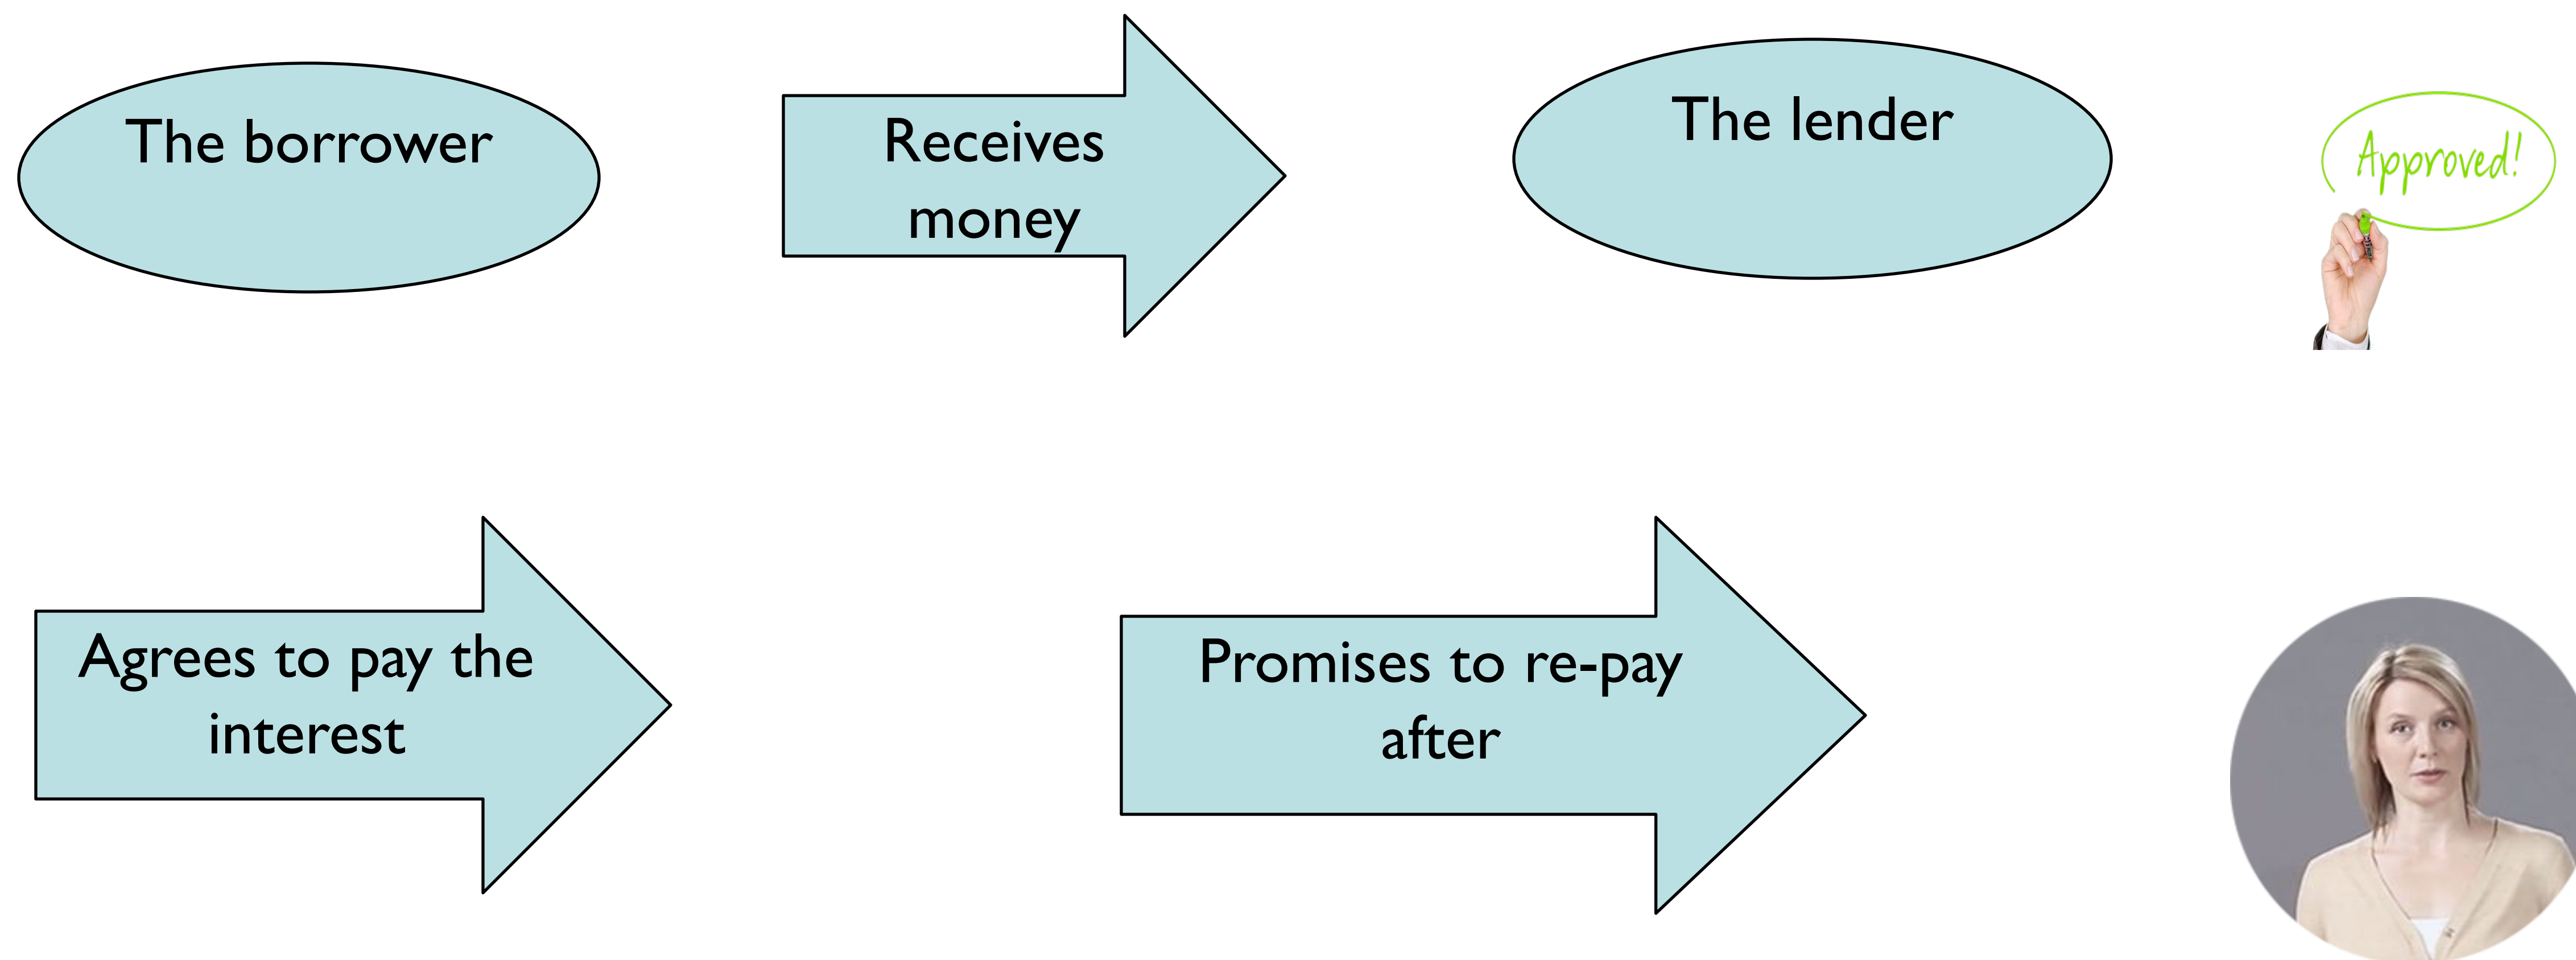 The borrower
Receives
money
The lender
Approved!
Agrees to pay the
interest
Promises to re-pay
after